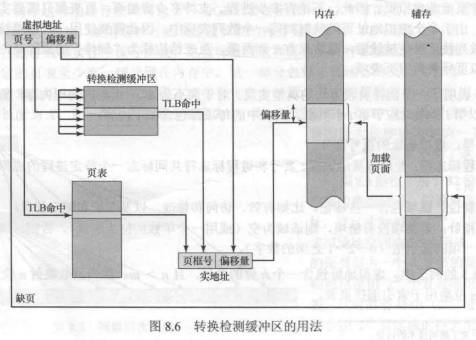 虚拟地址
页号 偏移量
转换检测缓冲区
TLB命中
页表
TLB命中
页框号 偏移量
实地址
缺页
内存
辅存
偏移量
加载
页面
图 8.6 转换检测缓冲区的用法